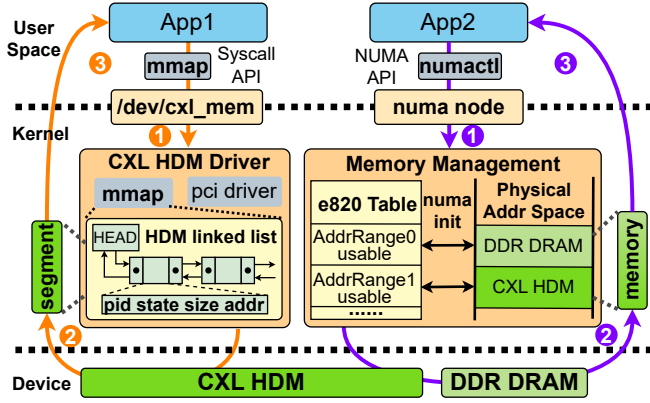 User
Space
App1
App2
3
mmap
Syscall
API
NUMA
API
numactl
3
/dev/cxl_mem
numa node
Kernel
1
1
CXL HDM Driver
mmap
pci driver
HEAD
HDM linked list
pid state size addr
segment
2
Memory Management
e820 Table
AddrRange0
usable
AddrRange1
usable
......
numa
init
Physical
Addr Space
DDR DRAM
CXL HDM
memory
2
Device
CXL HDM
DDR DRAM